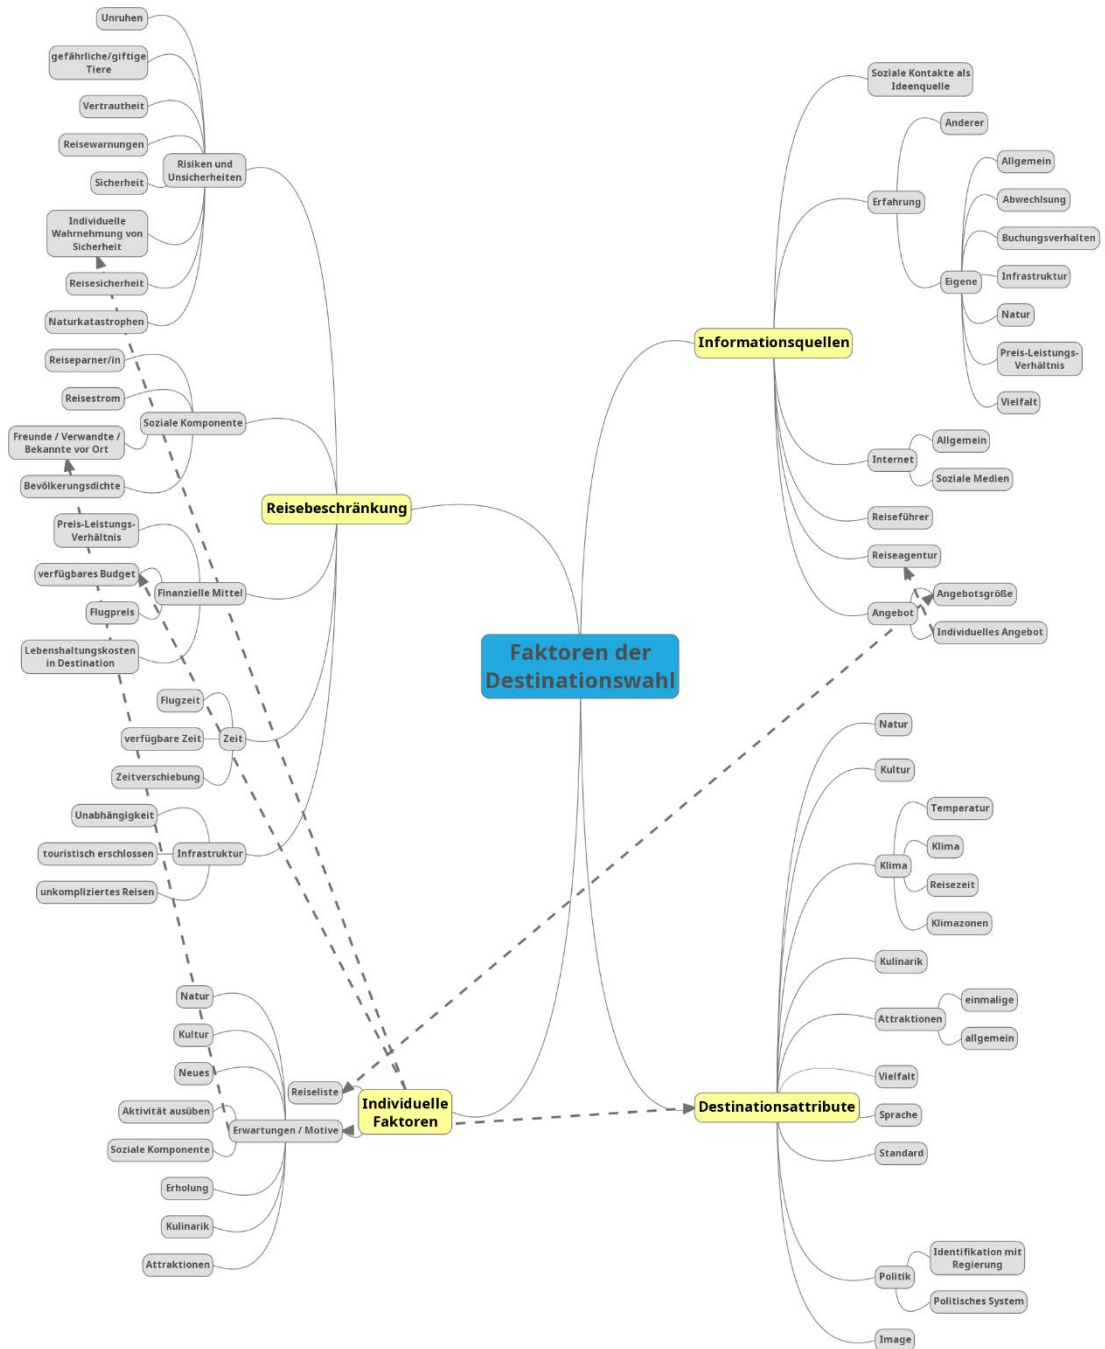 Faktoren der
Destinationswahl
Informationsquellen
Soziale Kontakte als
Ideenquelle
Erfahrung
Anderer
Eigene
Allgemein
Abwechlsung
Buchungsverhalten
Infrastruktur
Natur
Preis-Leistungs-
Verhältnis
Vielfalt
Internet
Allgemein
Soziale Medien
Reiseführer
Reiseagentur
Angebot
Angebotsgröße
Individuelles Angebot
Destinationsattribute
Natur
Kultur
Klima
Temperatur
Klima
Reisezeit
Klimazonen
Kulinarik
Attraktionen
einmalige
allgemein
Vielfalt
Sprache
Standard
Politik
Identifikation mit
Regierung
Politisches System
Image
Reisebeschränkung
Risiken und
Unsicherheiten
Unruhen
gefährliche/giftige
Tiere
Vertrautheit
Reisewarnungen
Sicherheit
Individuelle
Wahrnehmung von
Sicherheit
Reisesicherheit
Naturkatastrophen
Soziale Komponente
Reiseparner/in
Reisestrom
Freunde / Verwandte /
Bekannte vor Ort
Bevölkerungsdichte
Finanzielle Mittel
Preis-Leistungs-
Verhältnis
verfügbares Budget
Flugpreis
Lebenshaltungskosten
in Destination
Zeit
Flugzeit
verfügbare Zeit
Zeitverschiebung
Infrastruktur
Unabhängigkeit
touristisch erschlossen
unkompliziertes Reisen
Individuelle
Faktoren
Reiseliste
Erwartungen / Motive
Natur
Kultur
Neues
Aktivität ausüben
Soziale Komponente
Erholung
Kulinarik
Attraktionen